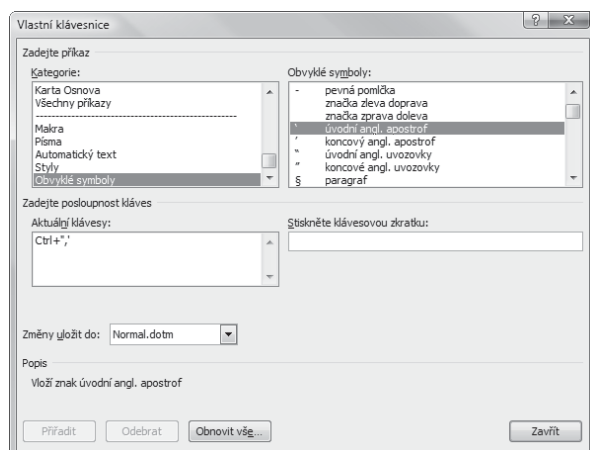 Vlastní klávesnice
Zadejte příkaz
Kategorie:
Karta Osnova
Všechny příkazy
------------------------------------------------
Makra
Písma
Automatický text
Styly
Obvyklé symboly
Obvyklé symboly:
- pevná pomlčka
značka zleva doprava
značka zprava doleva
‘ úvodní angl. apostrof
’ koncový angl. apostrof
“ úvodní angl. uvozovky
” koncové angl. uvozovky
§ paragraf
Zadejte posloupnost kláves
Aktuální klávesy:
Ctrl+",'
Stiskněte klávesovou zkratku:
Změny uložit do: Normal.dotm
Popis
Vloží znak úvodní angl. apostrof
Přiřadit Odebrat Obnovit vše... Zavřít